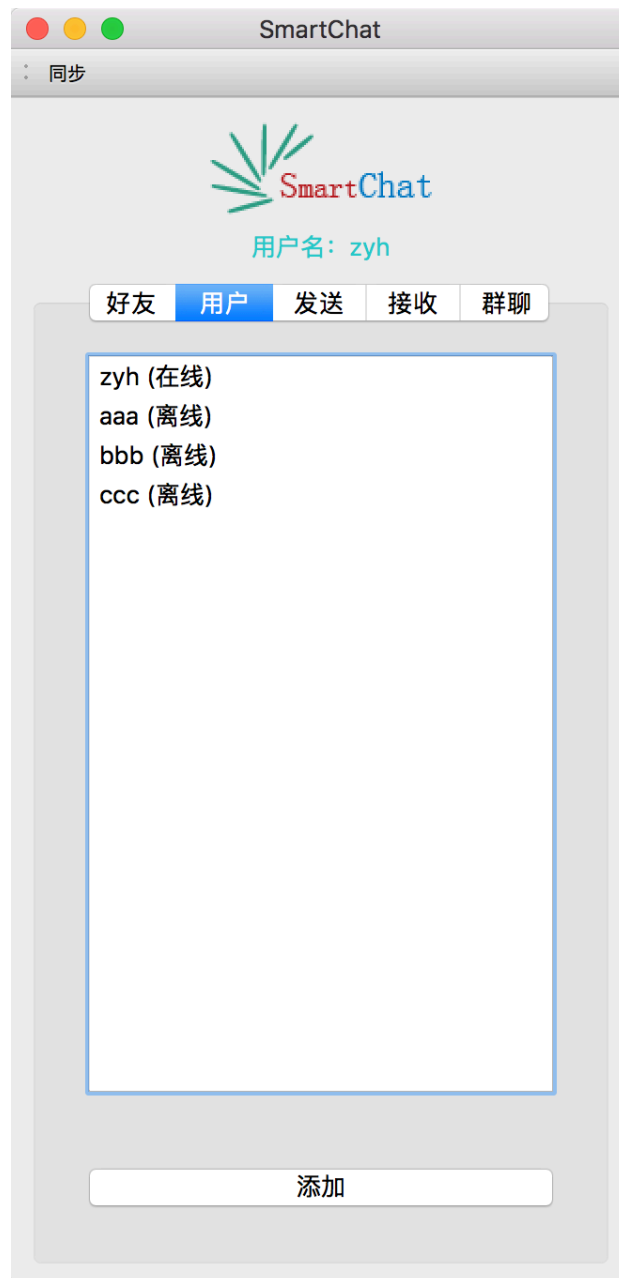 SmartChat
同步
SmartChat
用户名：zyh
好友 用户 发送 接收 群聊
zyh (在线)
aaa (离线)
bbb (离线)
ccc (离线)
添加